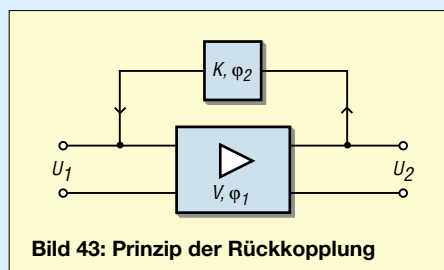 K, φ2
U1
U2
V, φ1
Bild 43: Prinzip der Rückkopplung